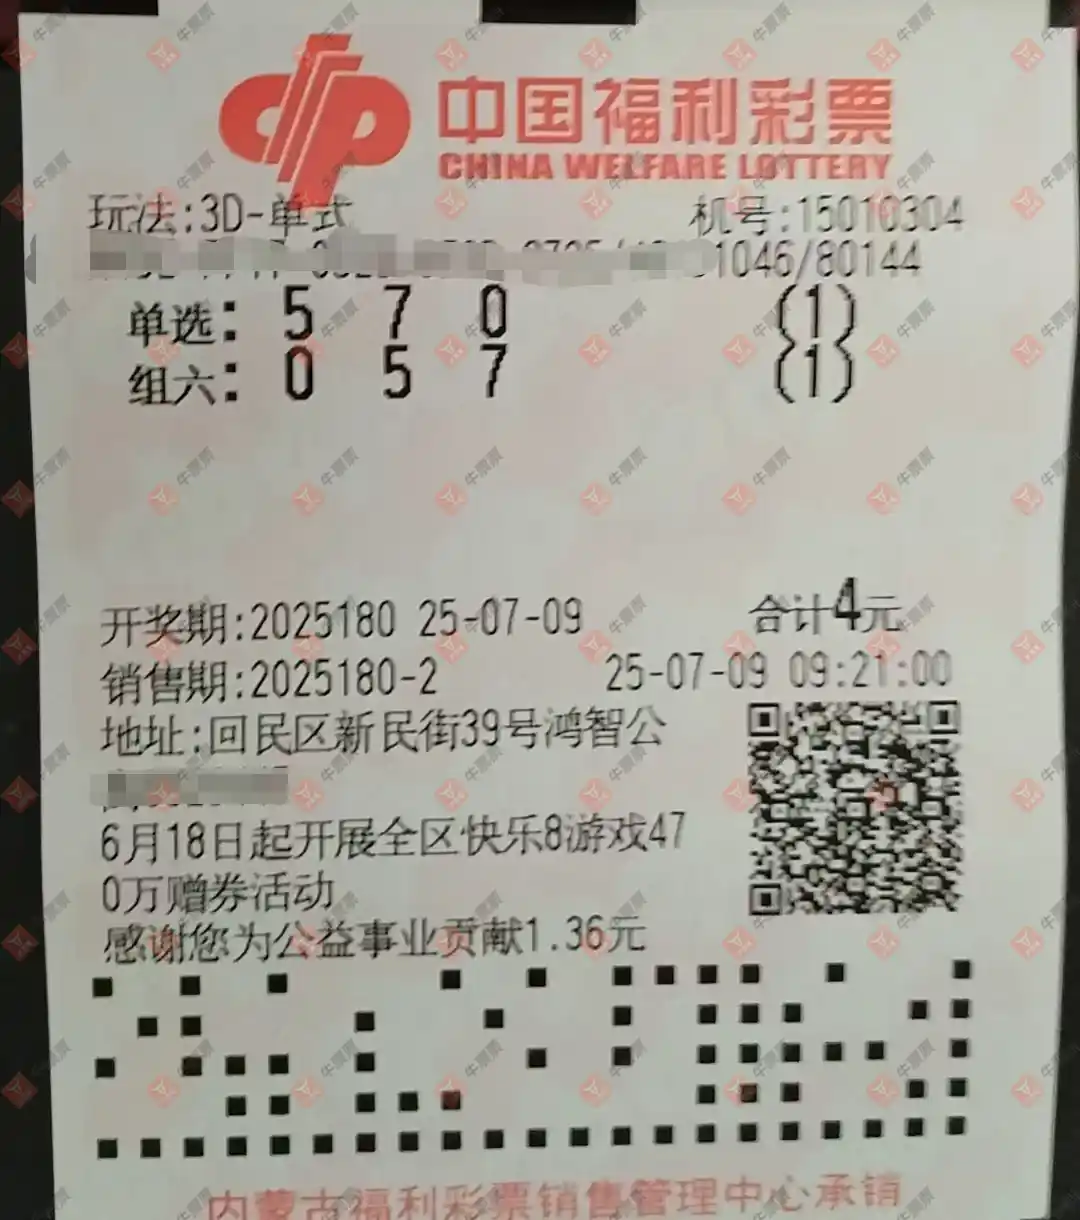 中国福利彩票
CHINA WELFARE LOTTERY
玩法:3D-单式 机号:15010304
1046/80144
单选: 5 7 0 (1)
组六: 0 5 7 (1)
开奖期:2025180 25-07-09 合计4元
销售期:2025180-2 25-07-09 09:21:00
地址:回民区新民街39号鸿智公
6月18日起开展全区快乐8游戏47
0万赠券活动
感谢您为公益事业贡献1.36元
内蒙古福利彩票销售管理中心承销
牛票票